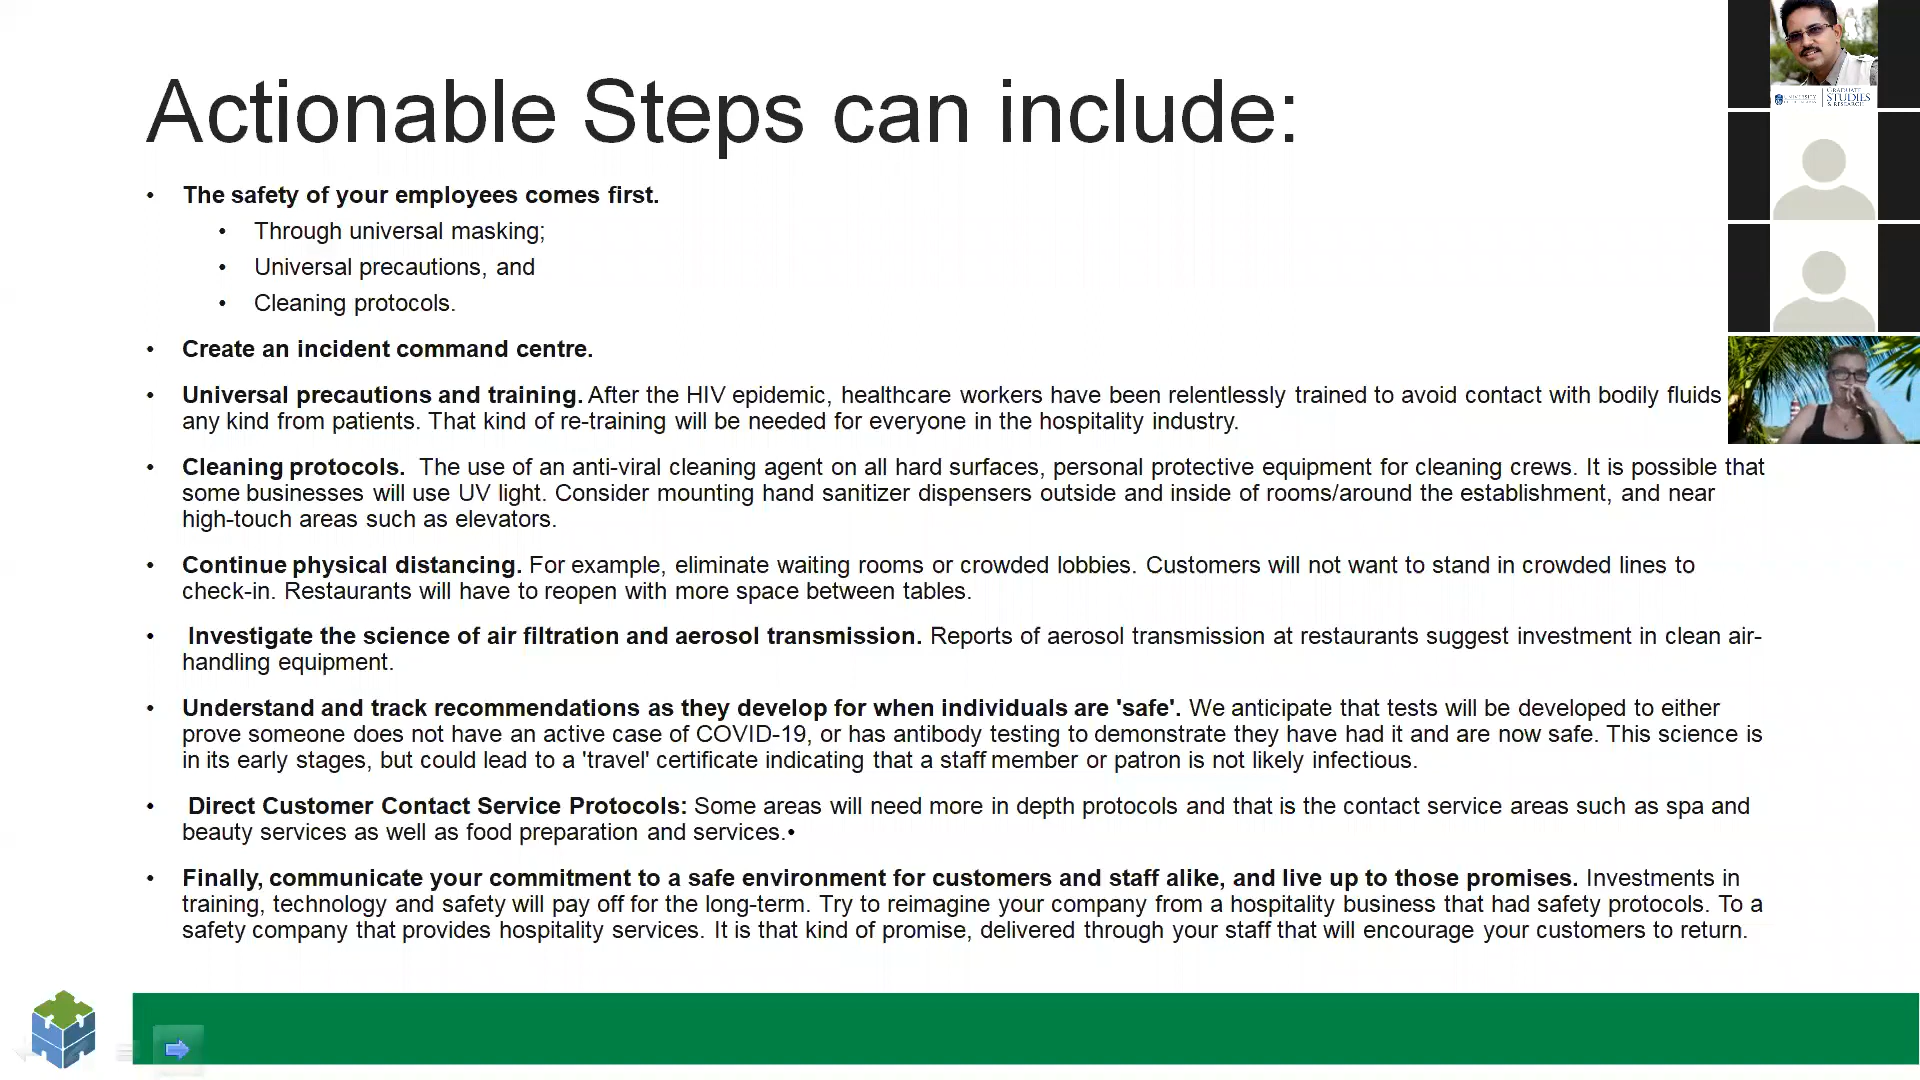 Actionable Steps can include:
• The safety of your employees comes first.
• Through universal masking;
• Universal precautions, and
• Cleaning protocols.
• Create an incident command centre.
• Universal precautions and training. After the HIV epidemic, healthcare workers have been relentlessly trained to avoid contact with bodily fluids
any kind from patients. That kind of re-training will be needed for everyone in the hospitality industry.
• Cleaning protocols. The use of an anti-viral cleaning agent on all hard surfaces, personal protective equipment for cleaning crews. It is possible that
some businesses will use UV light. Consider mounting hand sanitizer dispensers outside and inside of rooms/around the establishment, and near
high-touch areas such as elevators.
• Continue physical distancing. For example, eliminate waiting rooms or crowded lobbies. Customers will not want to stand in crowded lines to
check-in. Restaurants will have to reopen with more space between tables.
• Investigate the science of air filtration and aerosol transmission. Reports of aerosol transmission at restaurants suggest investment in clean air-
handling equipment.
• Understand and track recommendations as they develop for when individuals are 'safe'. We anticipate that tests will be developed to either
prove someone does not have an active case of COVID-19, or has antibody testing to demonstrate they have had it and are now safe. This science is
in its early stages, but could lead to a 'travel' certificate indicating that a staff member or patron is not likely infectious.
• Direct Customer Contact Service Protocols: Some areas will need more in depth protocols and that is the contact service areas such as spa and
beauty services as well as food preparation and services.•
• Finally, communicate your commitment to a safe environment for customers and staff alike, and live up to those promises. Investments in
training, technology and safety will pay off for the long-term. Try to reimagine your company from a hospitality business that had safety protocols. To a
safety company that provides hospitality services. It is that kind of promise, delivered through your staff that will encourage your customers to return.
UNIVERSITY
GRADUATE
STUDIES
& RESEARCH